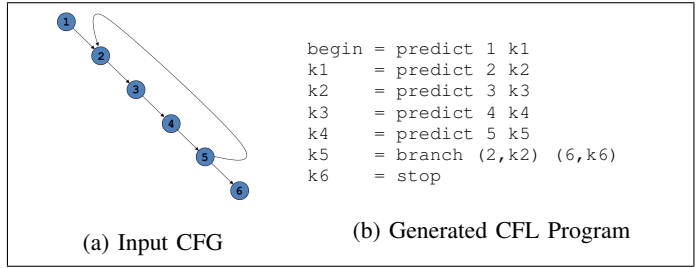 1
2
3
4
5
6
begin = predict 1 k1
k1 = predict 2 k2
k2 = predict 3 k3
k3 = predict 4 k4
k4 = predict 5 k5
k5 = branch (2,k2) (6,k6)
k6 = stop
(a) Input CFG
(b) Generated CFL Program